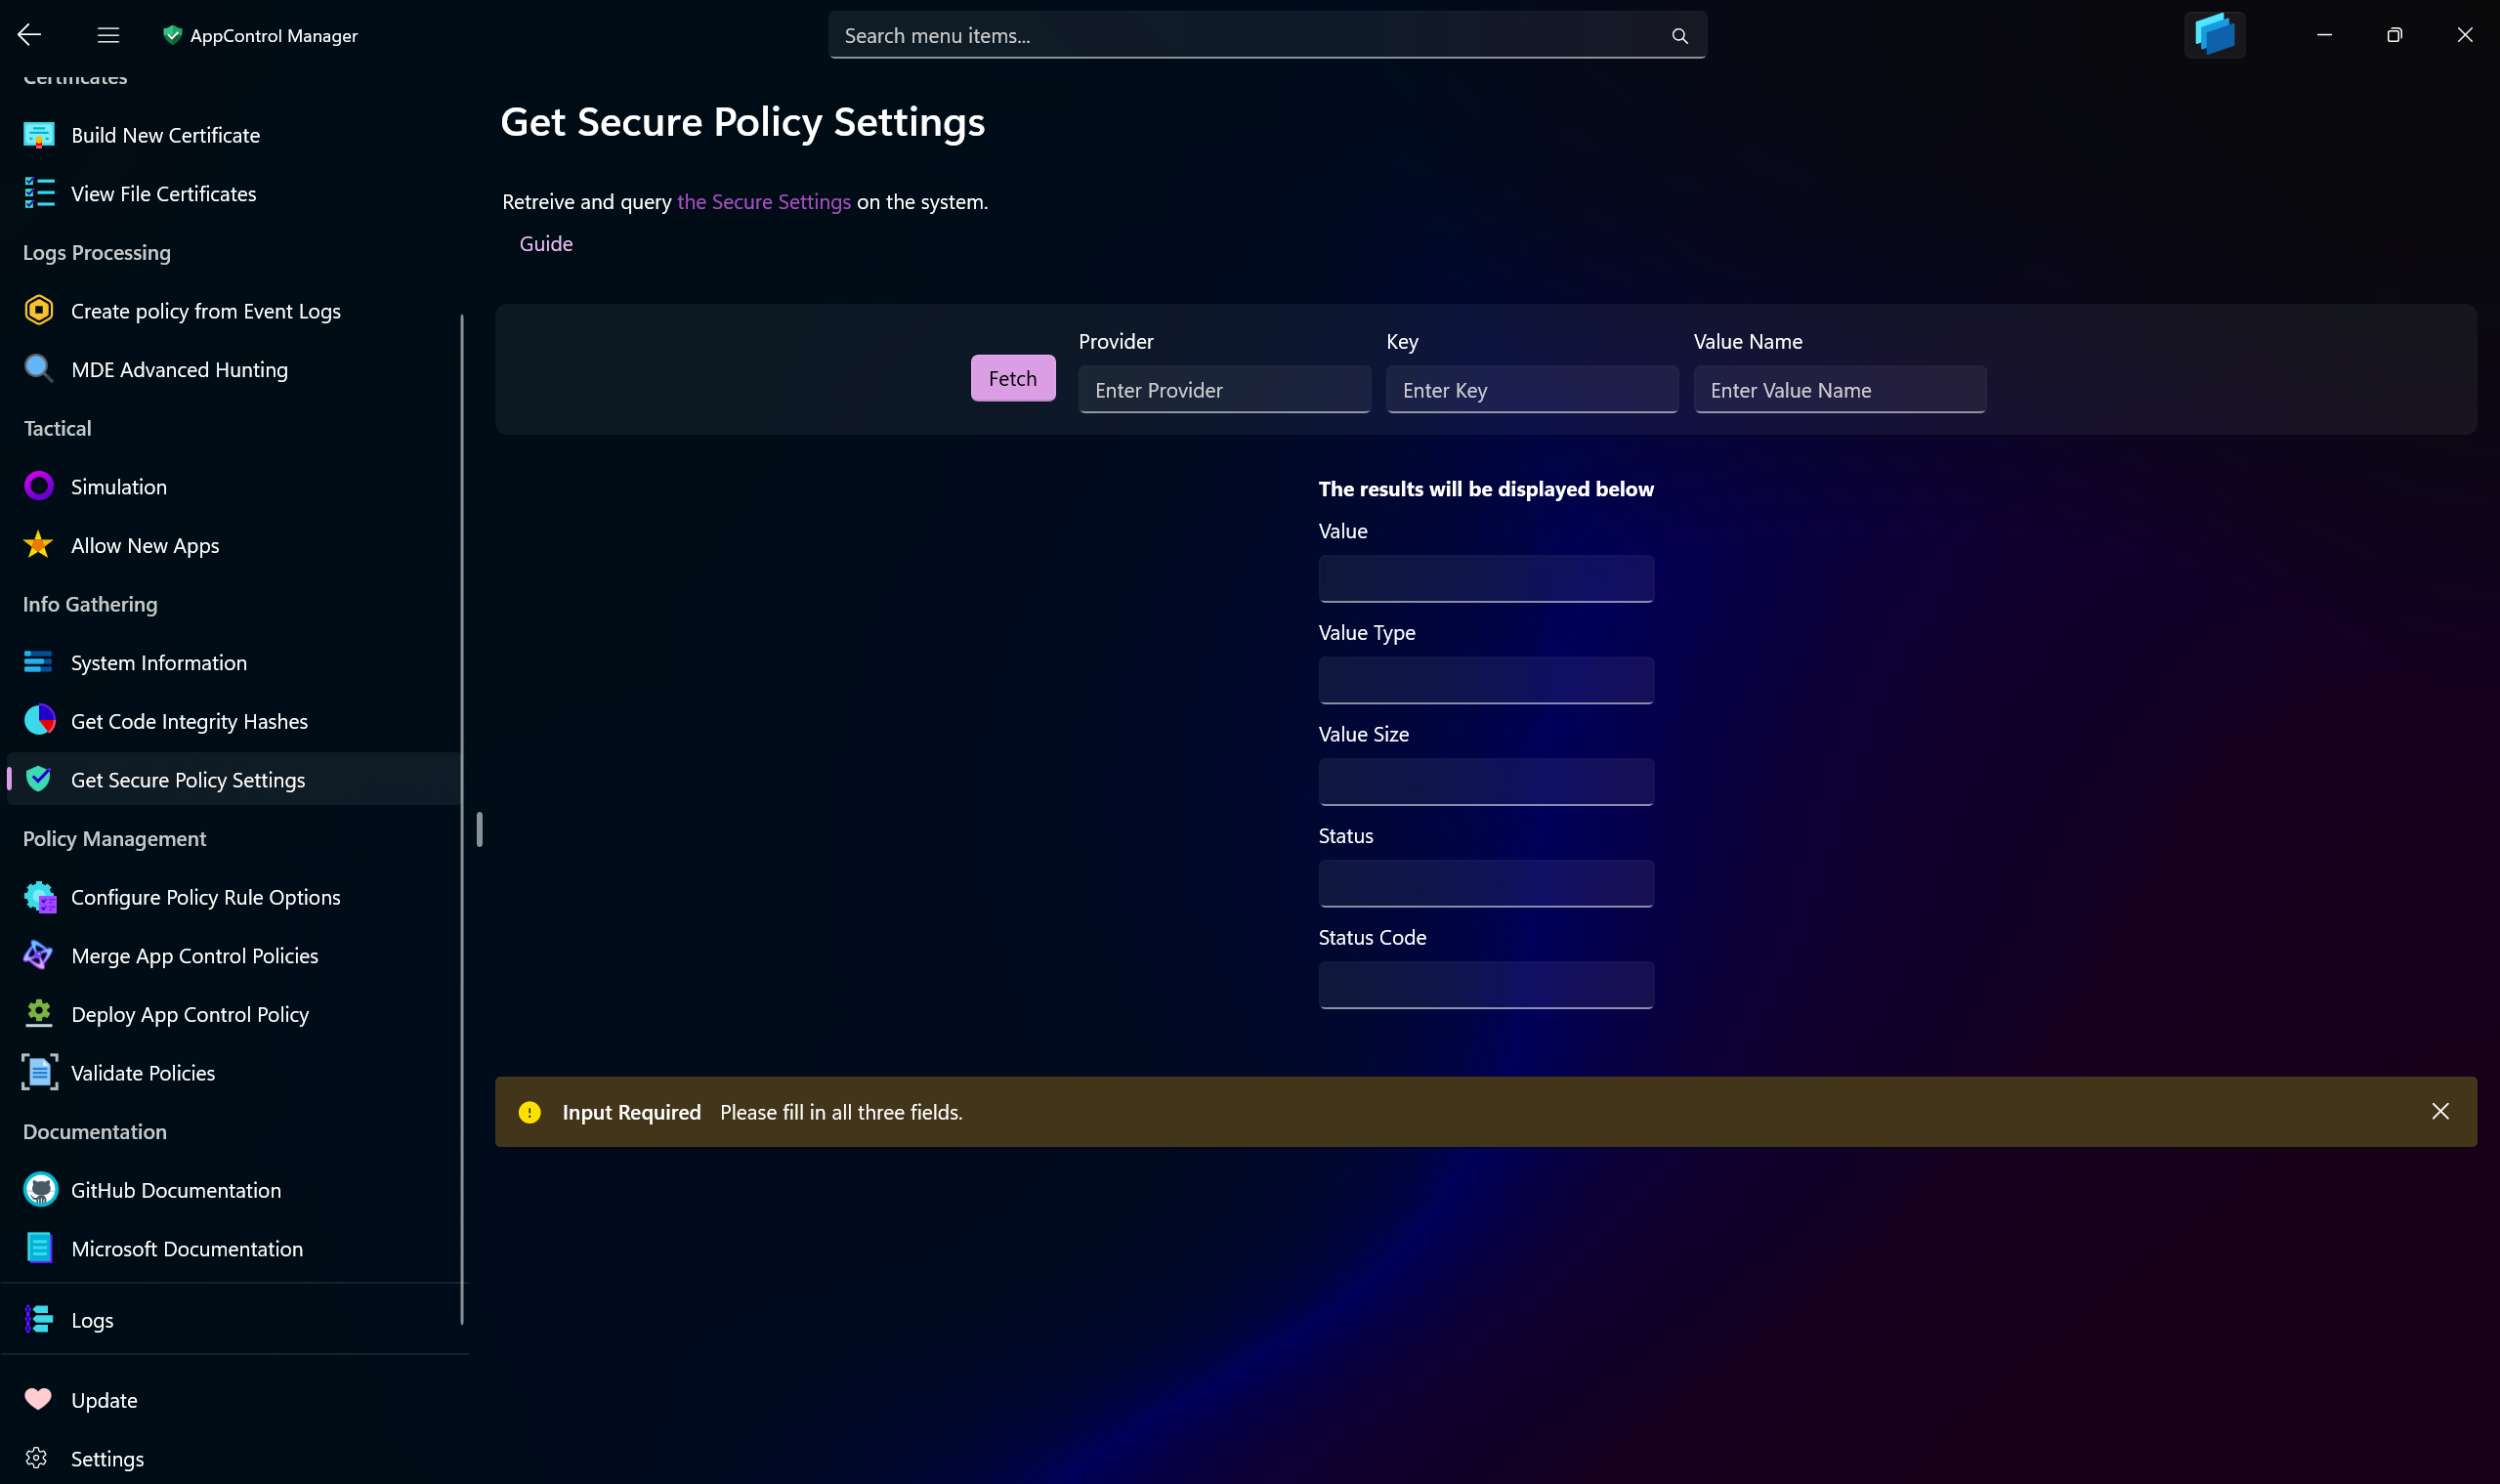 AppControl Manager
Search menu items...
Certificates
Build New Certificate
View File Certificates
Logs Processing
Create policy from Event Logs
MDE Advanced Hunting
Tactical
Simulation
Allow New Apps
Info Gathering
System Information
Get Code Integrity Hashes
Get Secure Policy Settings
Policy Management
Configure Policy Rule Options
Merge App Control Policies
Deploy App Control Policy
Validate Policies
Documentation
GitHub Documentation
Microsoft Documentation
Logs
Update
Settings
Get Secure Policy Settings
Retreive and query the Secure Settings on the system.
Guide
Fetch
Provider
Enter Provider
Key
Enter Key
Value Name
Enter Value Name
The results will be displayed below
Value
Value Type
Value Size
Status
Status Code
Input Required Please fill in all three fields.